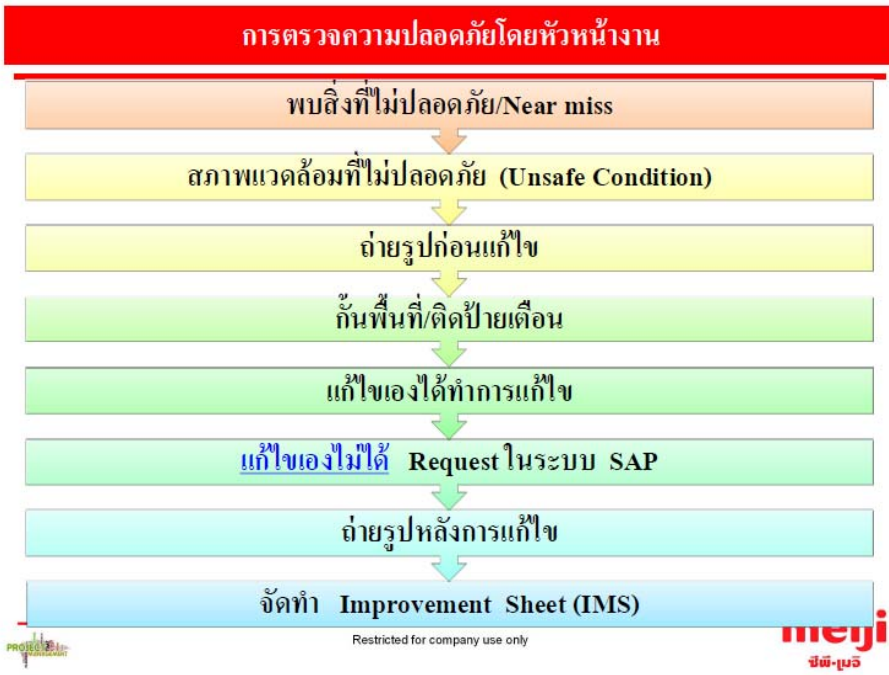 การตรวจความปลอดภัยโดยหัวหน้างาน
พบสิ่งที่ไม่ปลอดภัย/Near miss
สภาพแวดล้อมที่ไม่ปลอดภัย (Unsafe Condition)
ถ่ายรูปก่อนแก้ไข
กั้นพื้นที่/ติดป้ายเตือน
แก้ไขเองได้ทำการแก้ไข
แก้ไขเองไม่ได้ Request ในระบบ SAP
ถ่ายรูปหลังการแก้ไข
จัดทำ Improvement Sheet (IMS)
Restricted for company use only
meiji
ซีพี-เมจิ